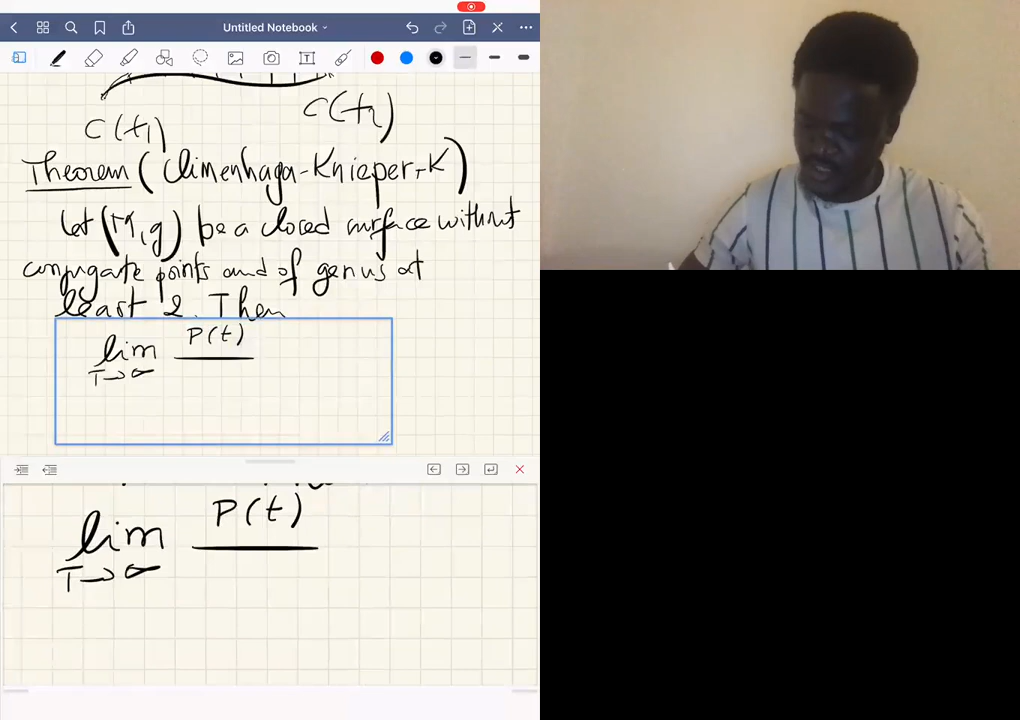 Untitled Notebook
C(t1) C(t2)
Theorem (Climenhaga-Knieper-K)
Let (M,g) be a closed surface without
conjugate points and of genus at
least 2. Then
lim P(t)
T→∞
lim P(t)
T→∞